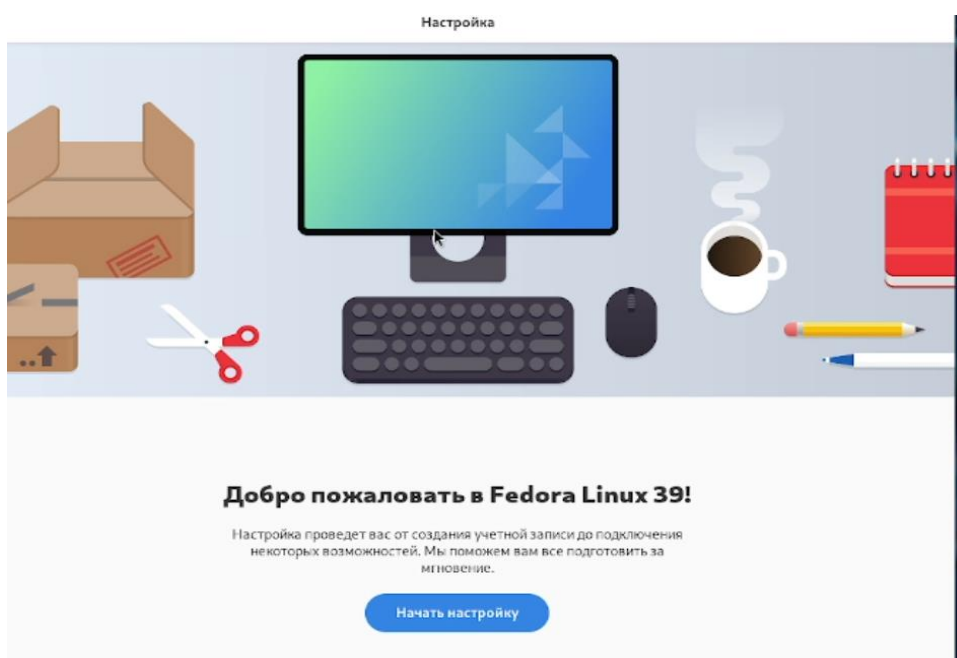 Настройка
Добро пожаловать в Fedora Linux 39!
Настройка проведет вас от создания учетной записи до подключения
некоторых возможностей. Мы поможем вам все подготовить за
мгновение.
Начать настройку